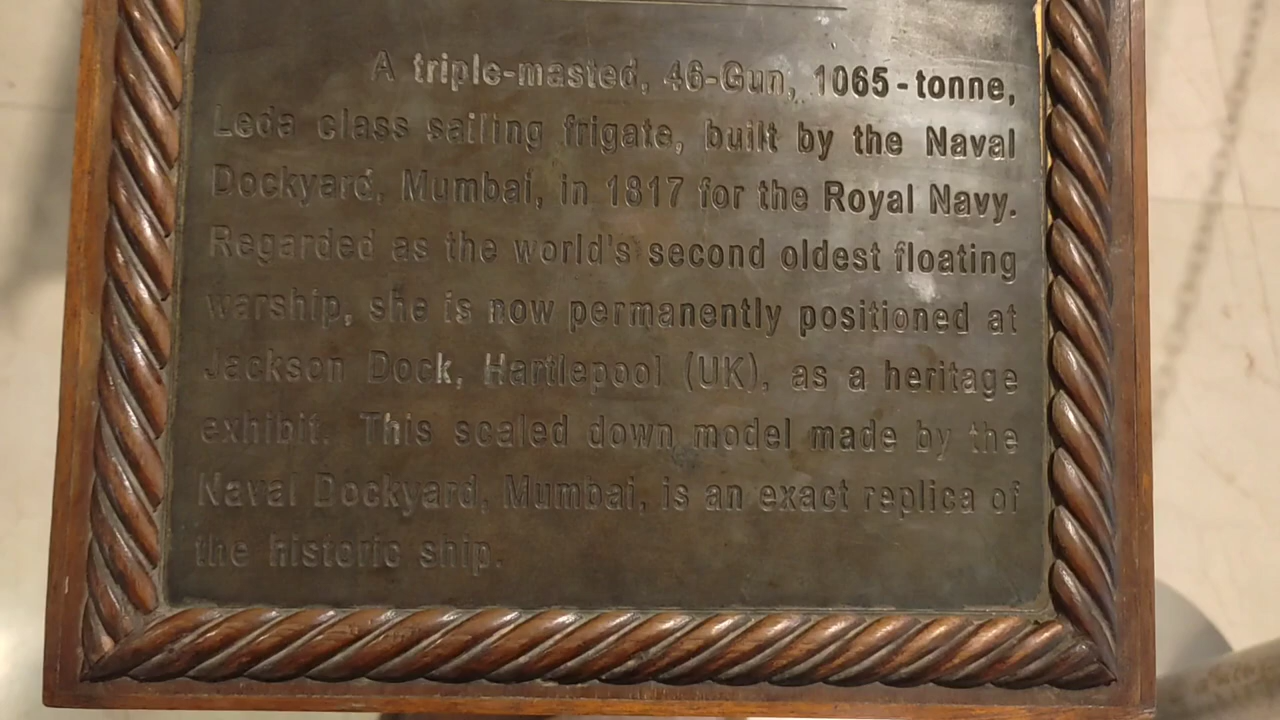 A triple-masted, 46-Gun, 1065-tonne,
Leda class sailing frigate, built by the Naval
Dockyard, Mumbai, in 1817 for the Royal Navy.
Regarded as the world's second oldest floating
warship, she is now permanently positioned at
Jackson Dock, Hartlepool (UK), as a heritage
exhibit. This scaled down model made by the
Naval Dockyard, Mumbai, is an exact replica of
the historic ship.